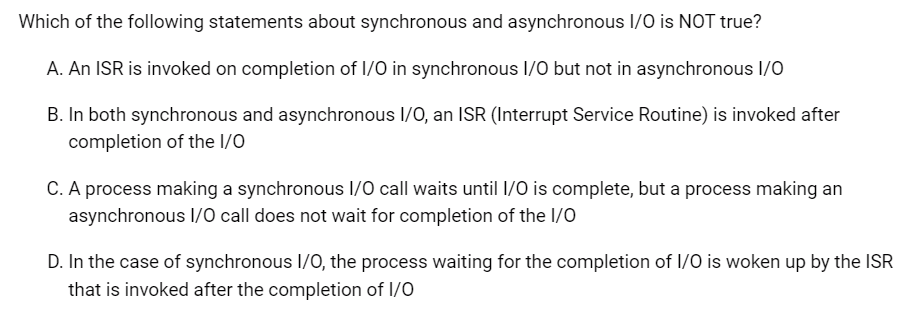 Which of the following statements about synchronous and asynchronous I/O is NOT true?
A. An ISR is invoked on completion of I/O in synchronous I/O but not in asynchronous I/O
B. In both synchronous and asynchronous I/O, an ISR (Interrupt Service Routine) is invoked after
completion of the I/O
C. A process making a synchronous I/O call waits until I/O is complete, but a process making an
asynchronous I/O call does not wait for completion of the I/O
D. In the case of synchronous I/O, the process waiting for the completion of I/O is woken up by the ISR
that is invoked after the completion of I/O